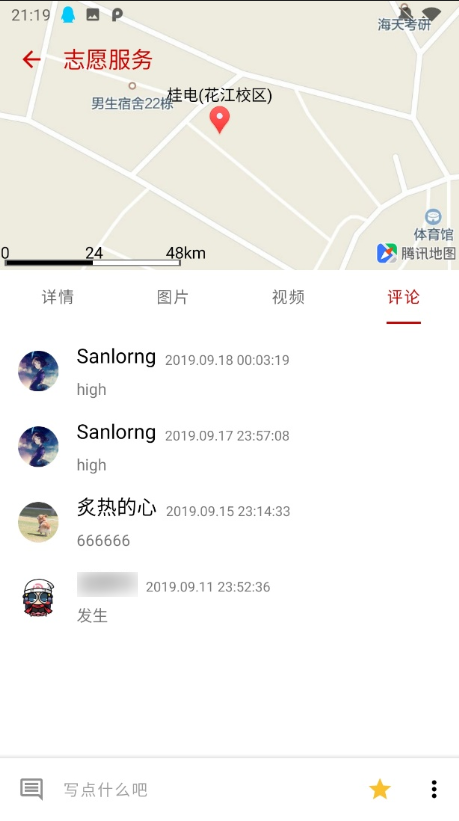 21:19
海天考研
志愿服务
桂电(花江校区)
男生宿舍22栋
体育馆
0 24 48km
腾讯地图
详情 图片 视频 评论
Sanlorng 2019.09.18 00:03:19
high
Sanlorng 2019.09.17 23:57:08
high
炙热的心 2019.09.15 23:14:33
666666
2019.09.11 23:52:36
发生
写点什么吧